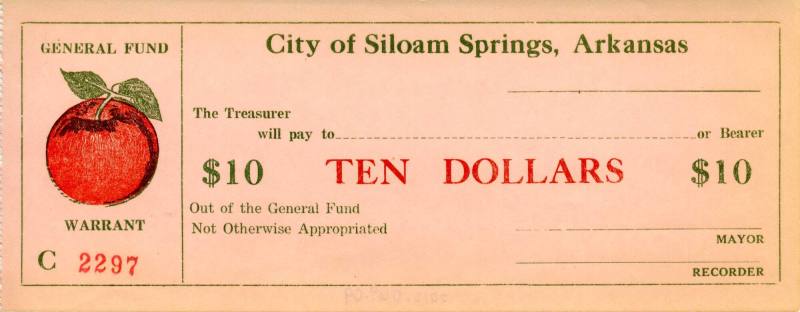 GENERAL FUND
WARRANT
C 2297
City of Siloam Springs, Arkansas
The Treasurer
will pay to or Bearer
$10 TEN DOLLARS $10
Out of the General Fund
Not Otherwise Appropriated
MAYOR
RECORDER